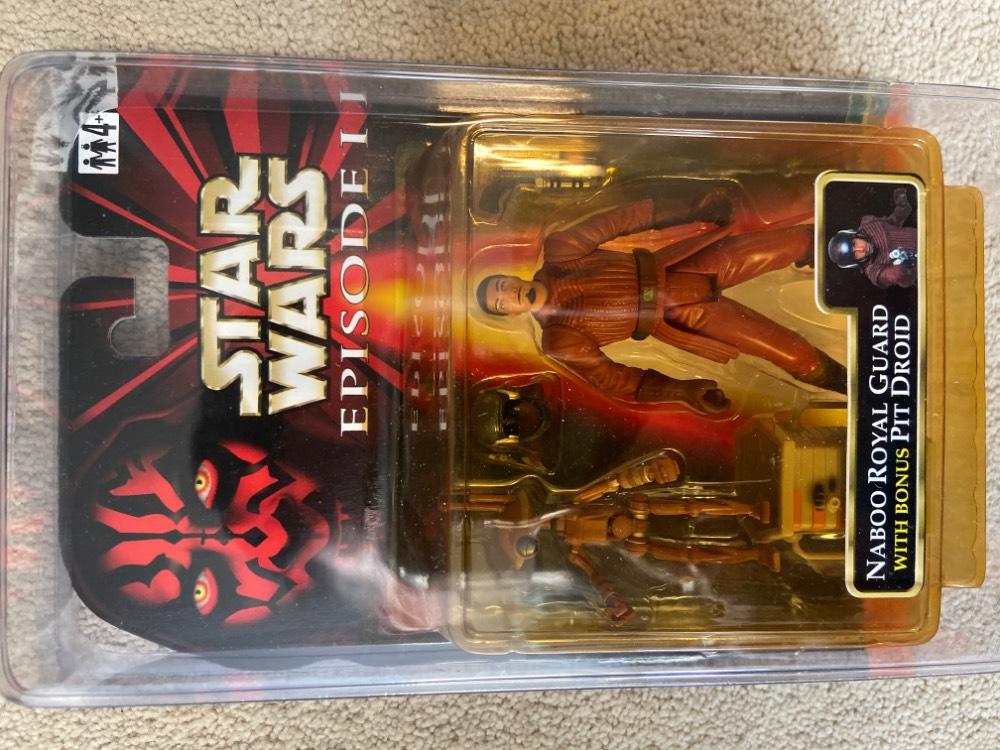 4+
STAR
WARS
EPISODE I
NABOO ROYAL GUARD
WITH BONUS PIT DROID